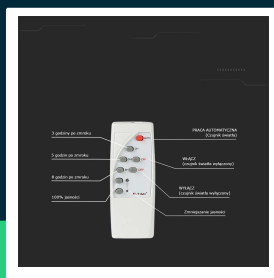 3 godziny po zmroku
PRACA AUTOMATYCZNA
(Czujnik światła)
5 godzin po zmroku
WŁĄCZ
(czujnik światła wyłączony)
8 godzin po zmroku
WYŁĄCZ
(czujnik światła wyłączony)
100% jasności
Zmniejszenie jasności